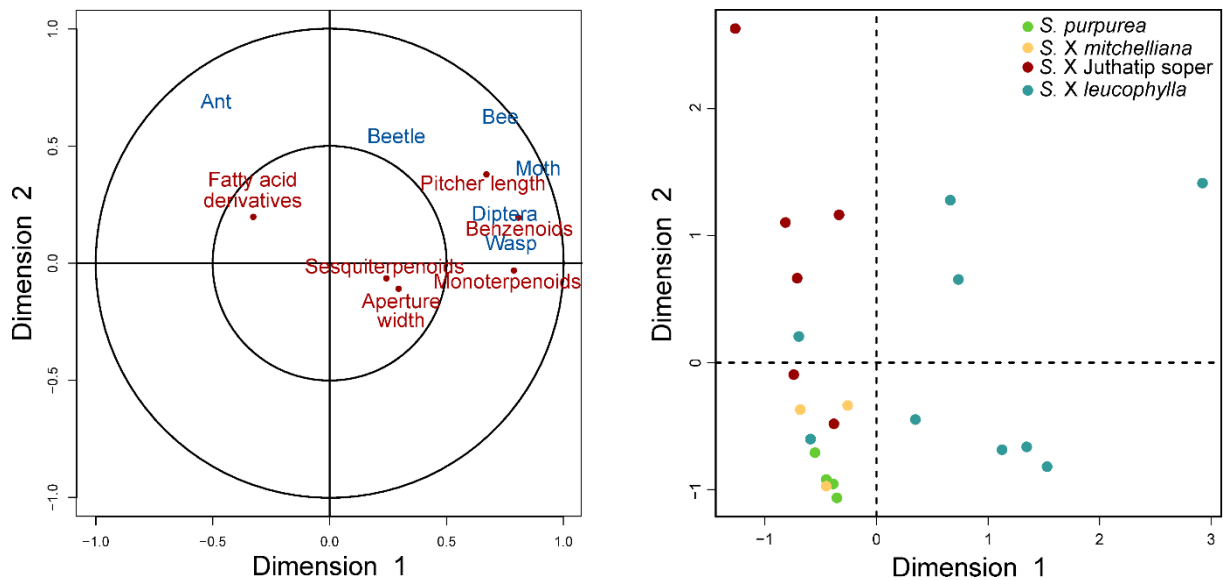 1.0
0.5
0.0
−0.5
−1.0
Dimension 2
Ant
Bee
Beetle
Moth
Fatty acid
derivatives
Pitcher length
Diptera
Benzenoids
Wasp
Sesquiterpenoids
Monoterpenoids
Aperture
width
−1.0 −0.5 0.0 0.5 1.0
Dimension 1
2
1
0
−1
Dimension 2
S. purpurea
S. X mitchelliana
S. X Juthatip soper
S. X leucophylla
−1 0 1 2 3
Dimension 1